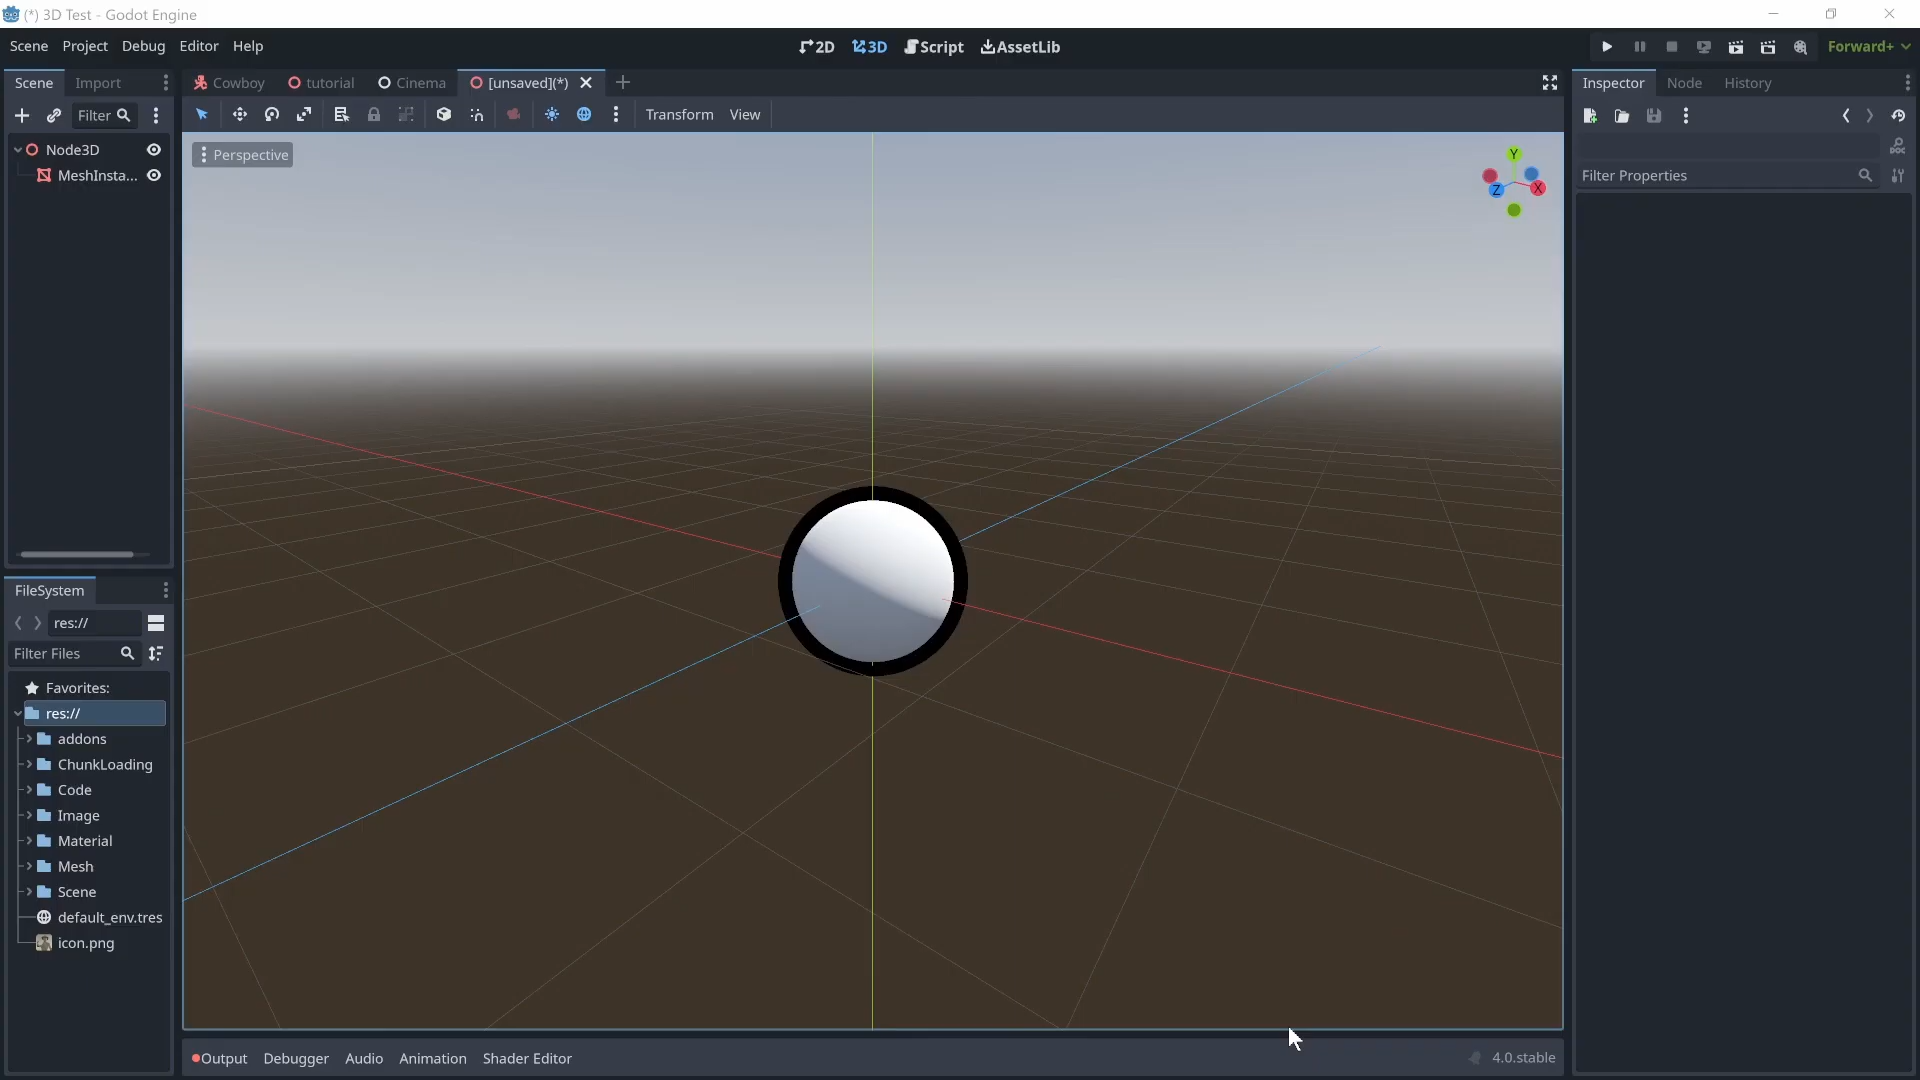 (*) 3D Test - Godot Engine
Scene Project Debug Editor Help
2D 3D Script AssetLib
Forward+
Scene Import
Cowboy tutorial Cinema [unsaved](*)
Inspector Node History
Filter
Transform View
Node3D
Perspective
Y
X
Z
MeshInsta...
Filter Properties
DOC
FileSystem
res://
Filter Files
Favorites:
res://
addons
ChunkLoading
Code
Image
Material
Mesh
Scene
default_env.tres
icon.png
Output Debugger Audio Animation Shader Editor
4.0.stable